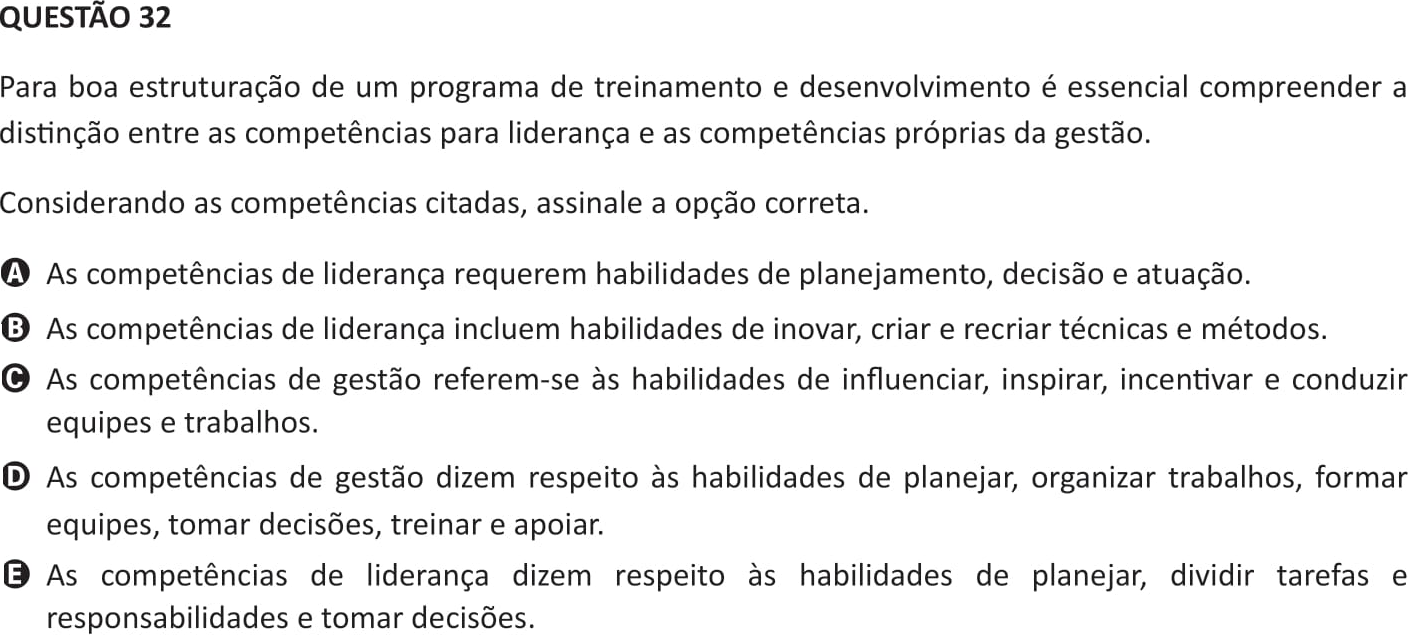 QUESTÃO 32
Para boa estruturação de um programa de treinamento e desenvolvimento é essencial compreender a
distinção entre as competências para liderança e as competências próprias da gestão.
Considerando as competências citadas, assinale a opção correta.
A As competências de liderança requerem habilidades de planejamento, decisão e atuação.
B As competências de liderança incluem habilidades de inovar, criar e recriar técnicas e métodos.
C As competências de gestão referem-se às habilidades de influenciar, inspirar, incentivar e conduzir
equipes e trabalhos.
D As competências de gestão dizem respeito às habilidades de planejar, organizar trabalhos, formar
equipes, tomar decisões, treinar e apoiar.
E As competências de liderança dizem respeito às habilidades de planejar, dividir tarefas e
responsabilidades e tomar decisões.